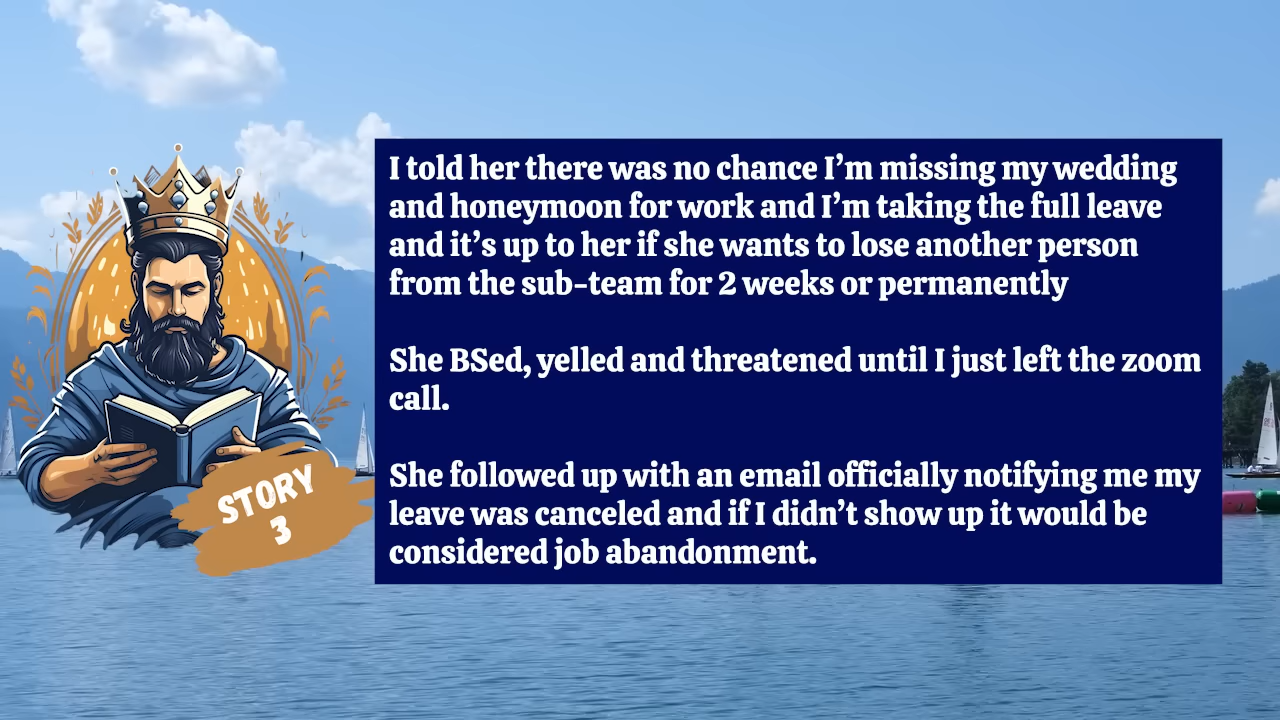 I told her there was no chance I’m missing my wedding
and honeymoon for work and I’m taking the full leave
and it’s up to her if she wants to lose another person
from the sub-team for 2 weeks or permanently
She BSed, yelled and threatened until I just left the zoom
call.
She followed up with an email officially notifying me my
leave was canceled and if I didn’t show up it would be
considered job abandonment.
STORY
3